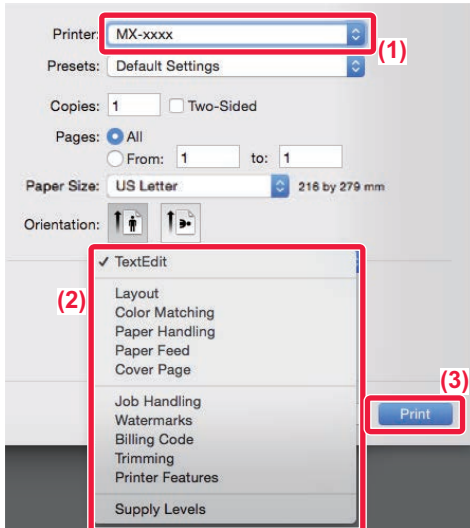 Printer: MX-xxxx
(1)
Presets: Default Settings
Copies: 1 Two-Sided
Pages: All
From: 1 to: 1
Paper Size: US Letter 216 by 279 mm
Orientation:
(2)
✓ TextEdit
Layout
Color Matching
Paper Handling
Paper Feed
Cover Page
(3)
Job Handling
Print
Watermarks
Billing Code
Trimming
Printer Features
Supply Levels